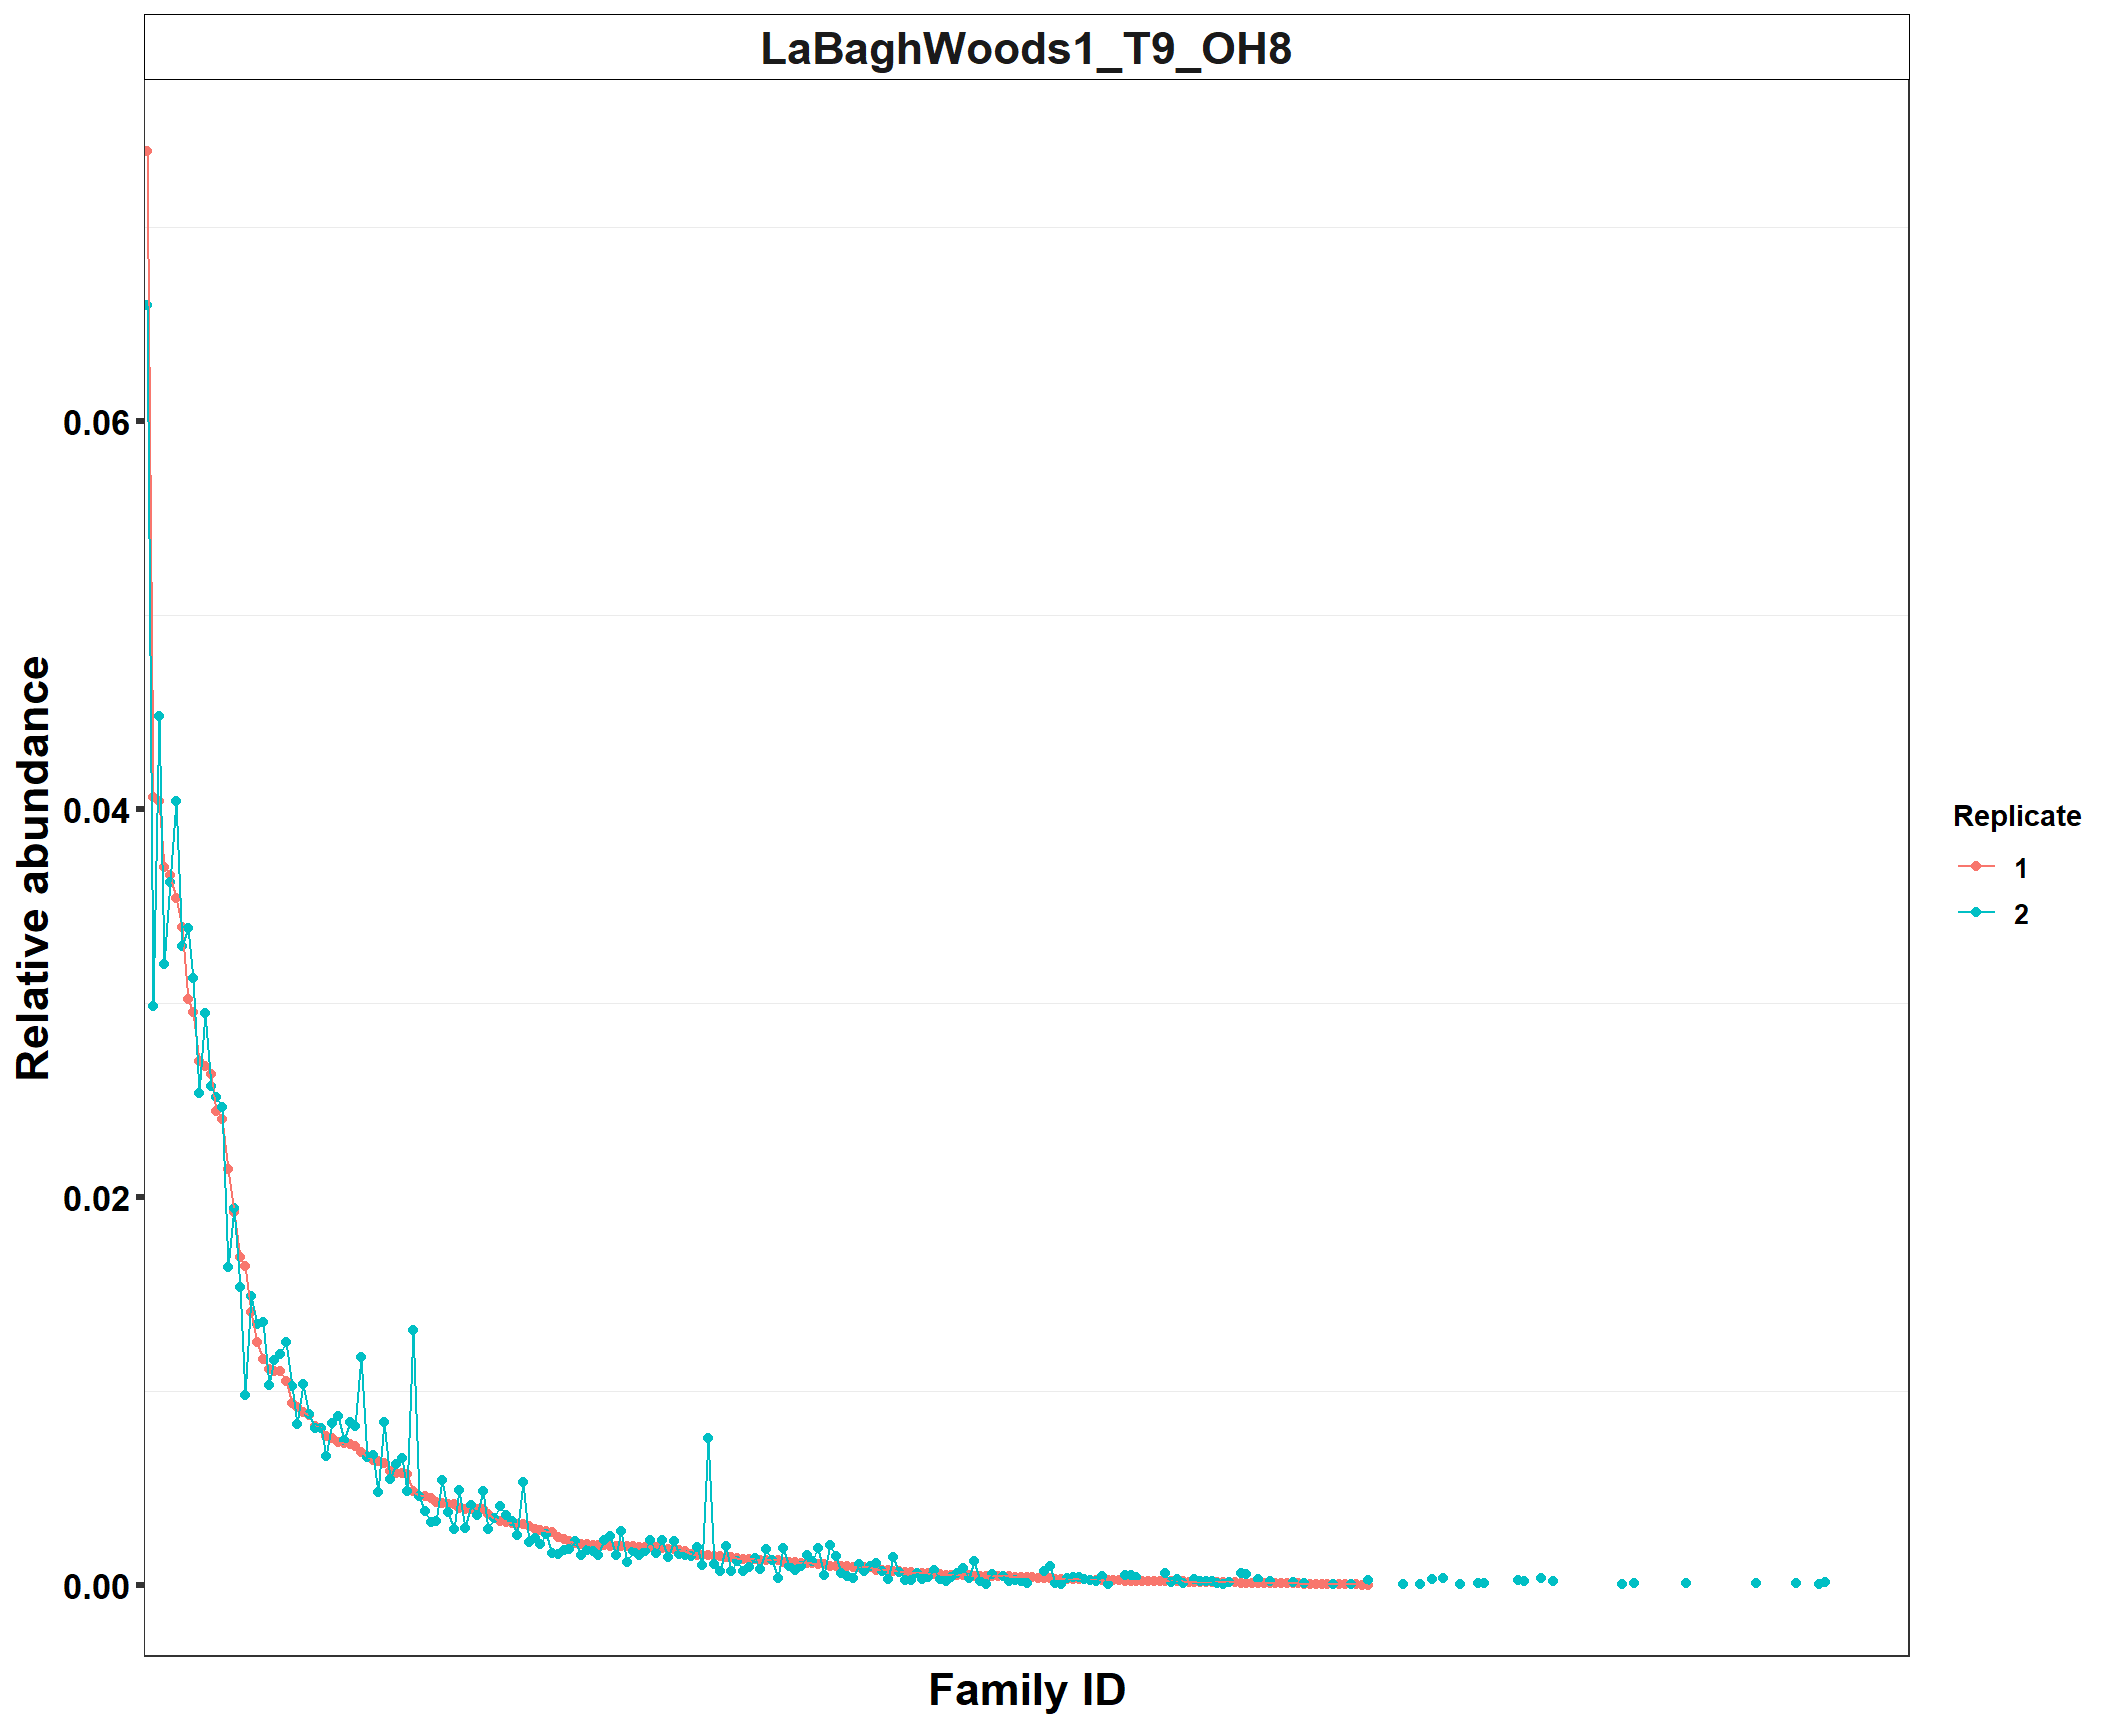 LaBaghWoods1_T9_OH8
Relative abundance
0.06
0.04
0.02
0.00
Family ID
Replicate
1
2